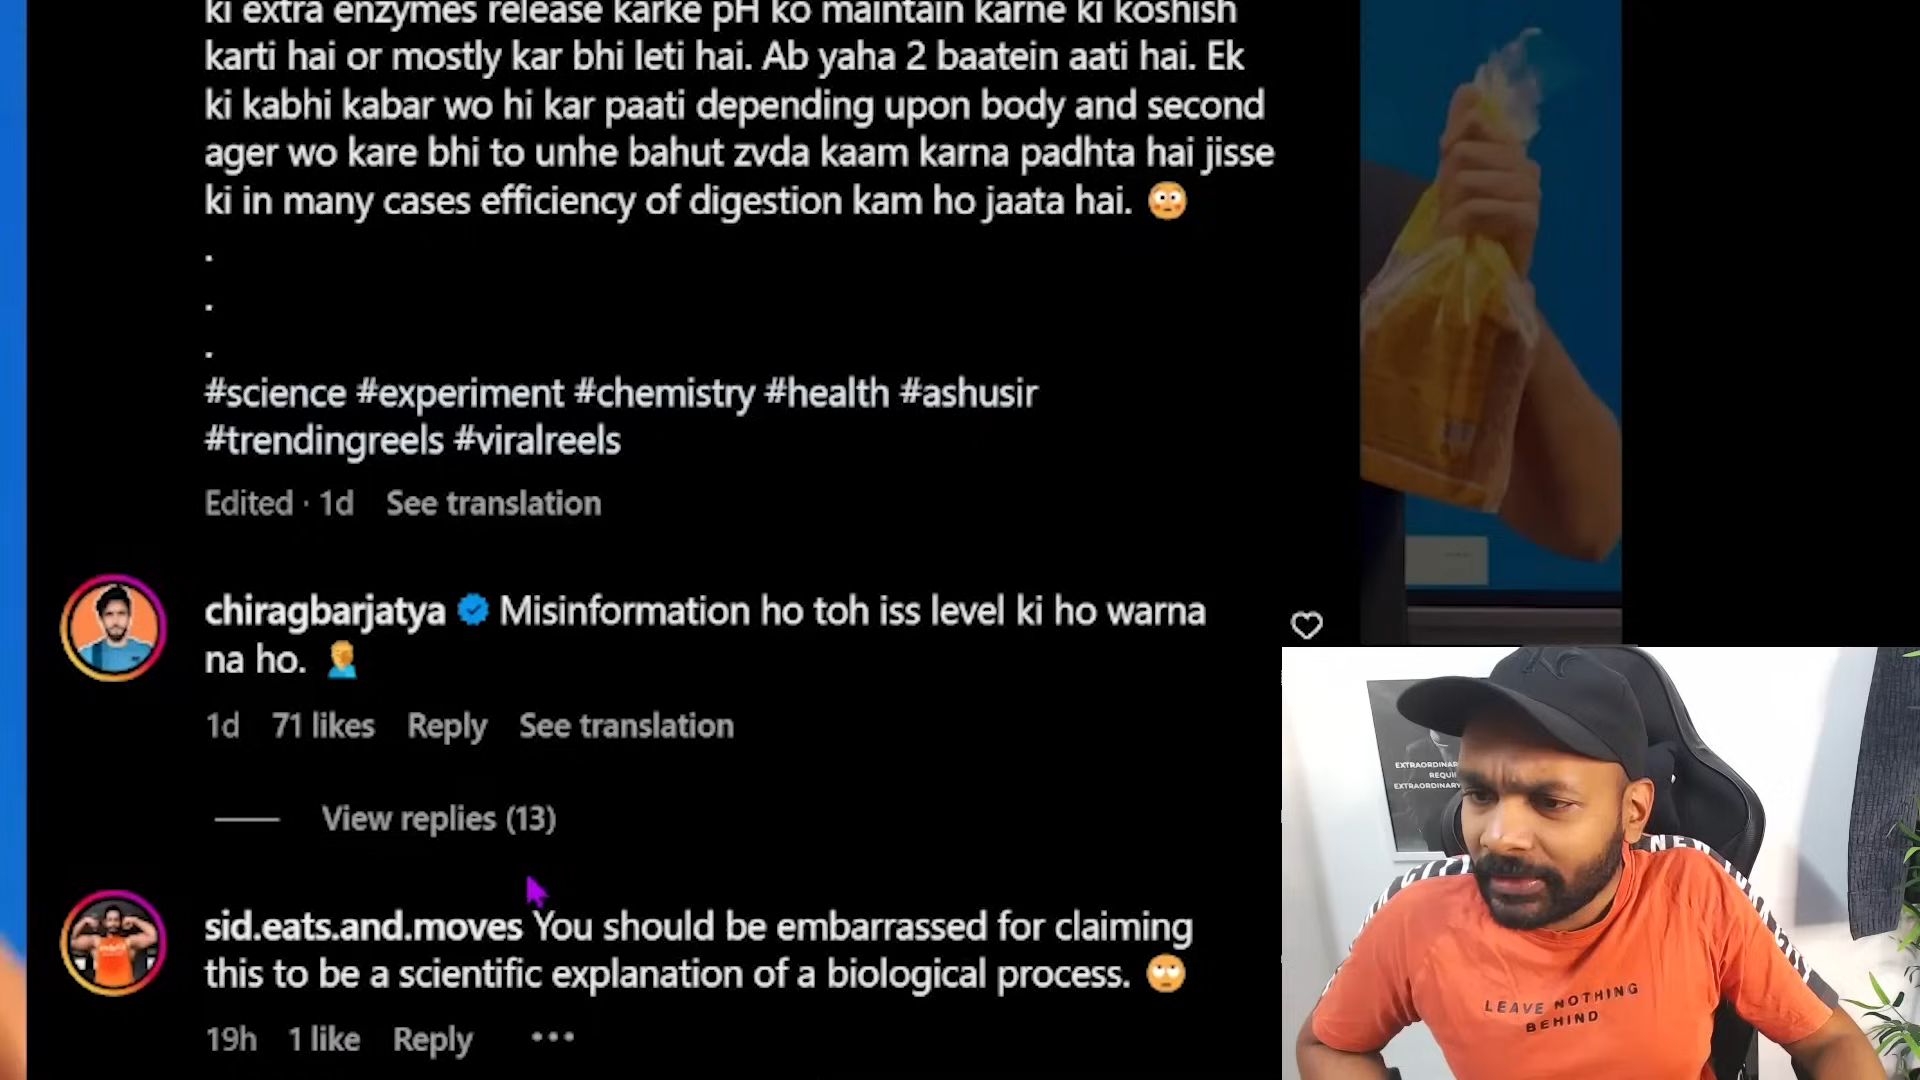 ki extra enzymes release karke pH ko maintain karne ki koshish
karti hai or mostly kar bhi leti hai. Ab yaha 2 baatein aati hai. Ek
ki kabhi kabar wo hi kar paati depending upon body and second
ager wo kare bhi to unhe bahut zyda kaam karna padhta hai jisse
ki in many cases efficiency of digestion kam ho jaata hai. 😳
.
.
.
#science #experiment #chemistry #health #ashusir
#trendingreels #viralreels
Edited · 1d See translation
chiragbarjatya Misinformation ho toh iss level ki ho warna
na ho. 🤦
1d 71 likes Reply See translation
View replies (13)
sid.eats.and.moves You should be embarrassed for claiming
this to be a scientific explanation of a biological process. 🙄
19h 1 like Reply ...
EXTRAORDINAR
REQUI
EXTRAORDINARY
NEW
CIT
LEAVE NOTHING
BEHIND